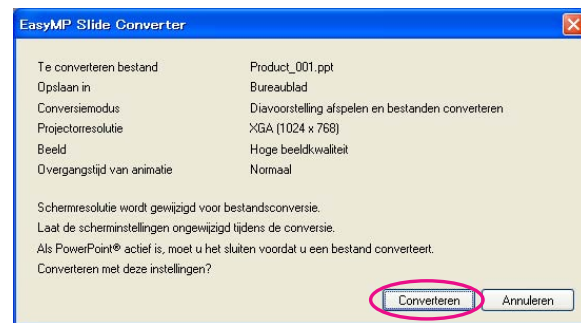 EasyMP Slide Converter
Te converteren bestand Product_001.ppt
Opslaan in Bureaublad
Conversiemodus Diavoorstelling afspelen en bestanden converteren
Projectorresolutie XGA (1024 x 768)
Beeld Hoge beeldkwaliteit
Overgangstijd van animatie Normaal
Schermresolutie wordt gewijzigd voor bestandsconversie.
Laat de scherminstellingen ongewijzigd tijdens de conversie.
Als PowerPoint® actief is, moet u het sluiten voordat u een bestand converteert.
Converteren met deze instellingen?
Converteren Annuleren